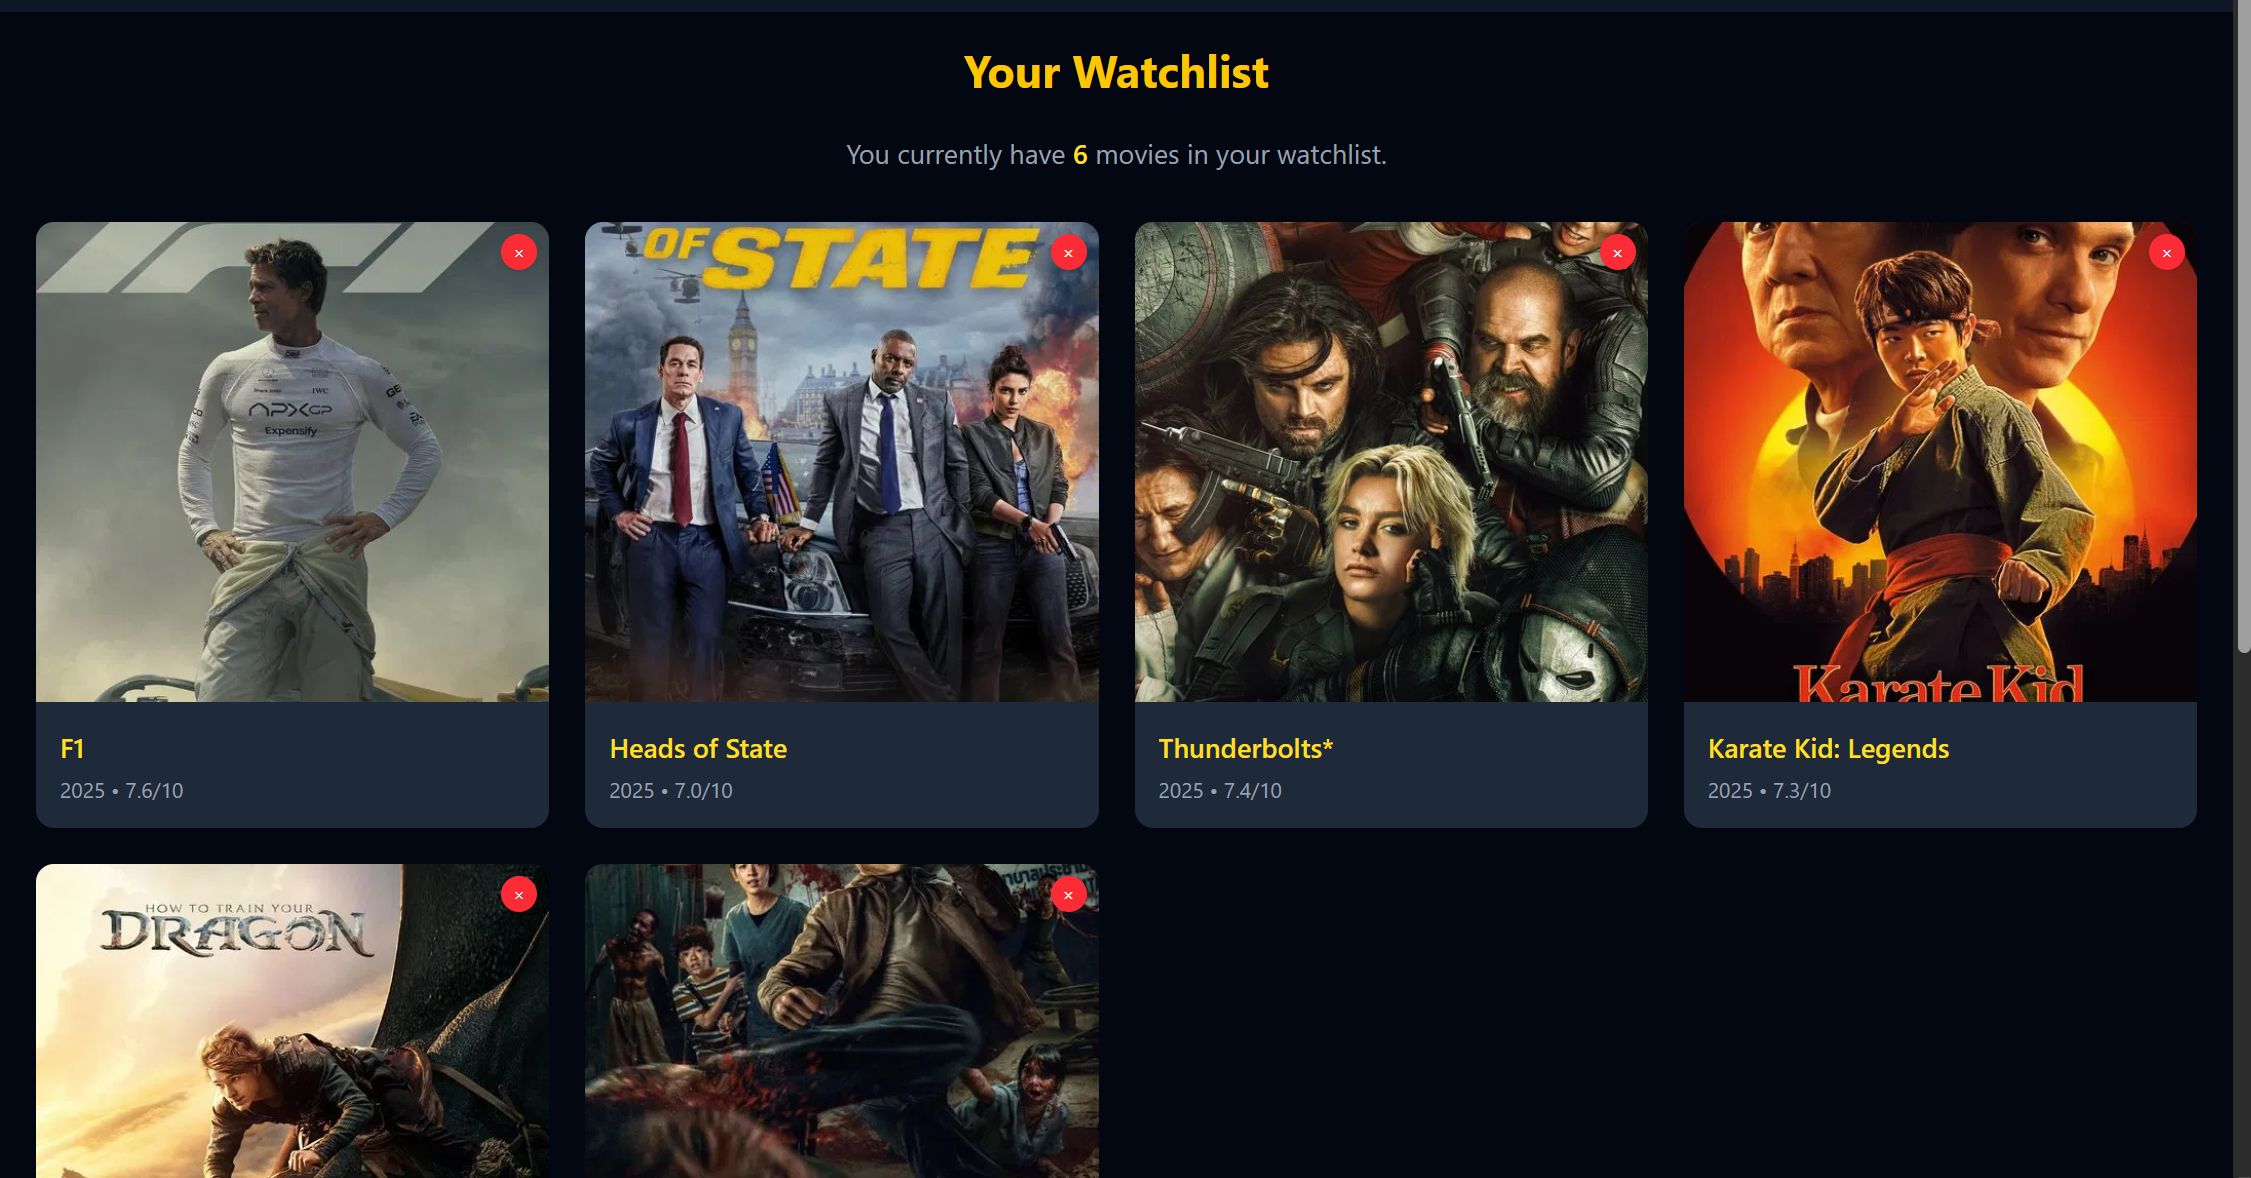 Your Watchlist
You currently have 6 movies in your watchlist.
×
OF STATE
×
×
×
IWC
APXGP
Expensify
Karate Kid
F1
2025 • 7.6/10
Heads of State
2025 • 7.0/10
Thunderbolts*
2025 • 7.4/10
Karate Kid: Legends
2025 • 7.3/10
×
HOW TO TRAIN YOUR
DRAGON
×